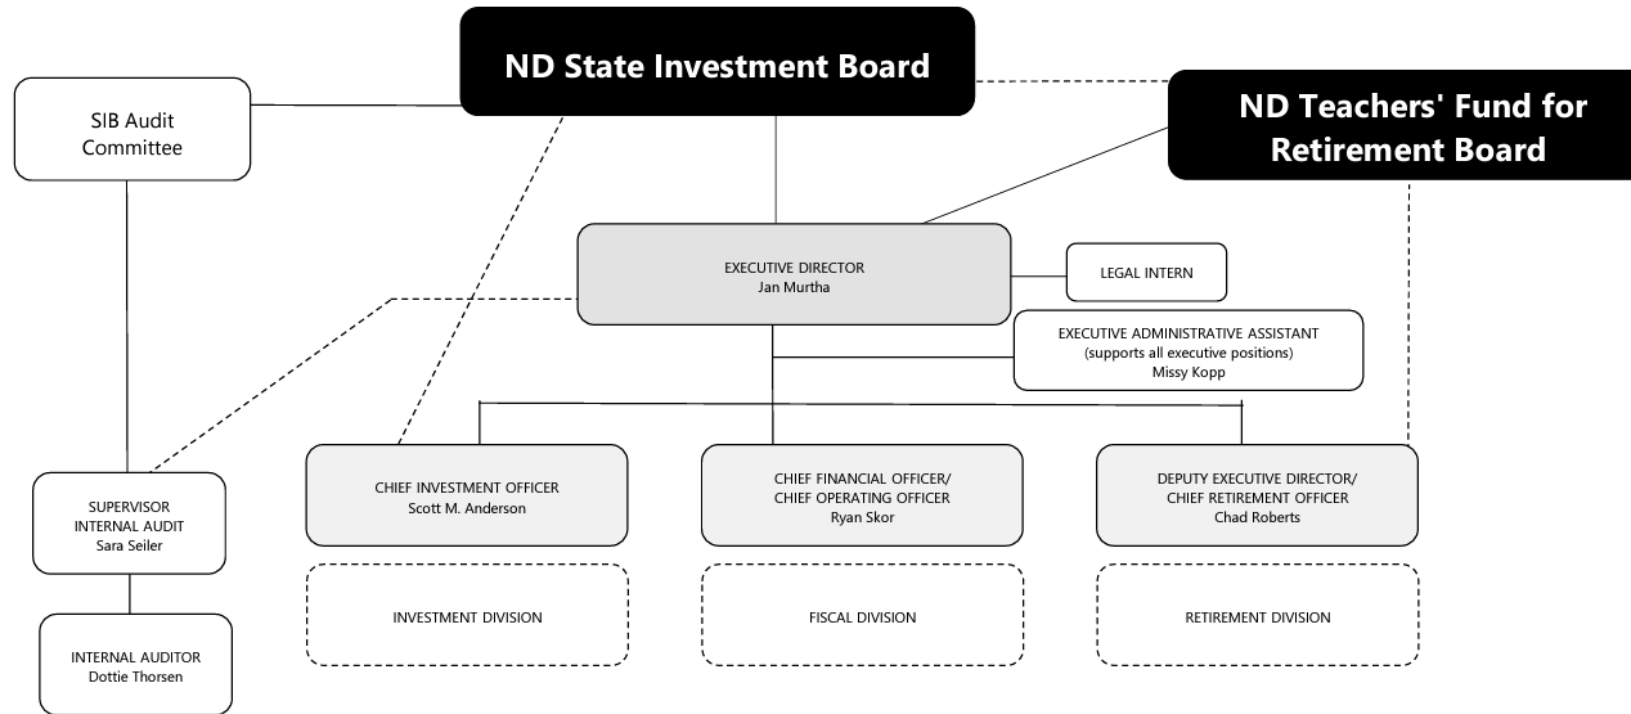 ND State Investment Board
ND Teachers' Fund for
Retirement Board
SIB Audit
Committee
EXECUTIVE DIRECTOR
Jan Murtha
LEGAL INTERN
EXECUTIVE ADMINISTRATIVE ASSISTANT
(supports all executive positions)
Missy Kopp
SUPERVISOR
INTERNAL AUDIT
Sara Seiler
CHIEF INVESTMENT OFFICER
Scott M. Anderson
CHIEF FINANCIAL OFFICER/
CHIEF OPERATING OFFICER
Ryan Skor
DEPUTY EXECUTIVE DIRECTOR/
CHIEF RETIREMENT OFFICER
Chad Roberts
INTERNAL AUDITOR
Dottie Thorsen
INVESTMENT DIVISION
FISCAL DIVISION
RETIREMENT DIVISION